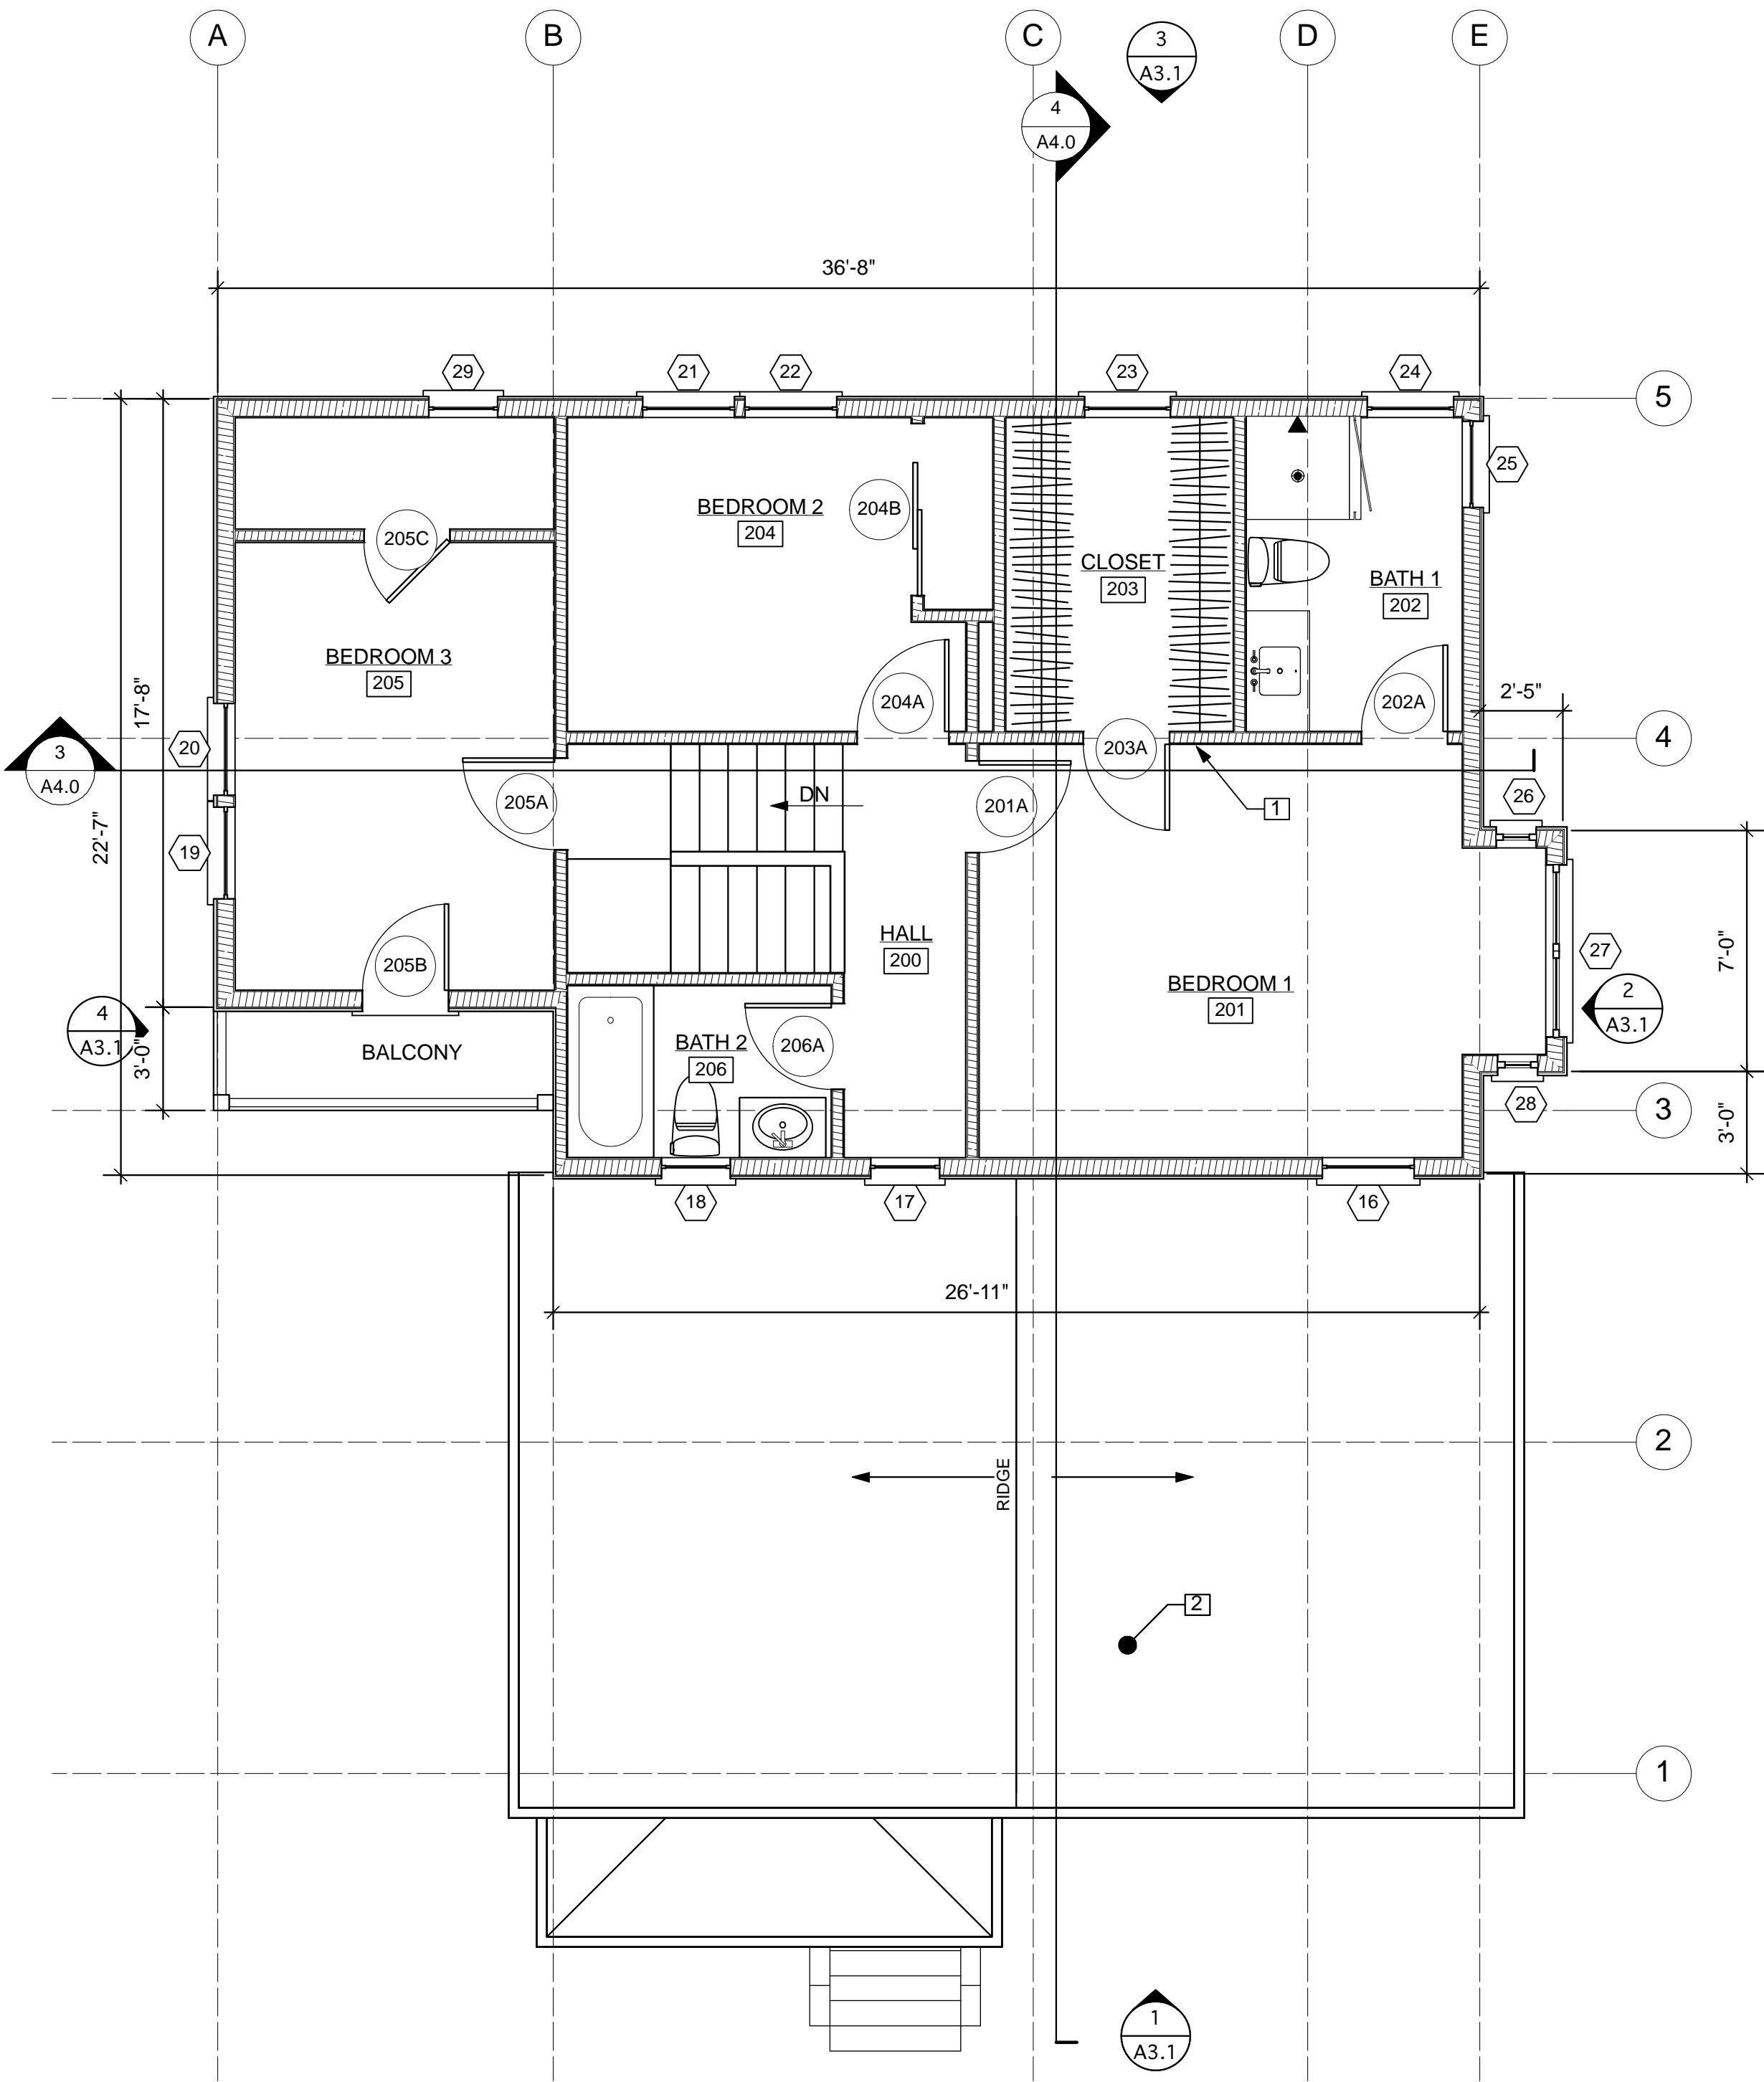 A
B
C
D
E
3
A3.1
4
A4.0
36'-8"
29
21
22
23
24
5
25
BEDROOM 2
204
204B
205C
CLOSET
203
BATH 1
202
BEDROOM 3
205
17'-8"
204A
202A
2'-5"
20
3
A4.0
203A
4
DN
205A
201A
1
26
22'-7"
19
HALL
200
27
7'-0"
205B
BEDROOM 1
201
2
A3.1
4
A3.1
3'-0"
BALCONY
BATH 2
206
206A
28
3
3'-0"
18
17
16
26'-11"
2
RIDGE
2
1
1
A3.1